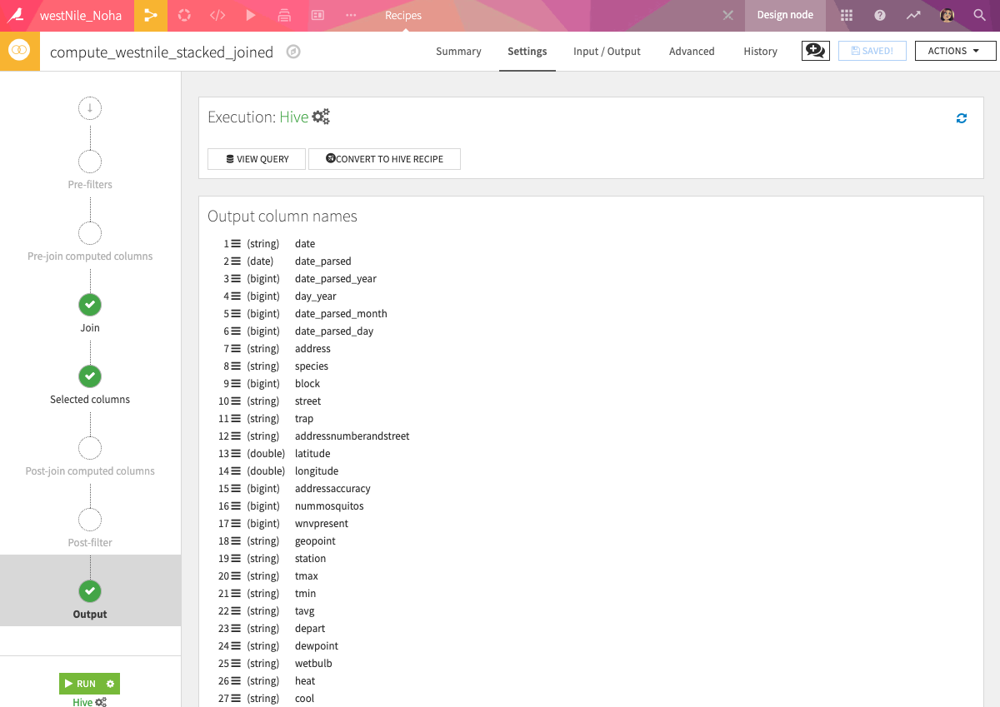 westNile_Noha
Recipes
Design node
compute_westnile_stacked_joined
Summary
Settings
Input / Output
Advanced
History
SAVED!
ACTIONS
Pre-filters
Pre-join computed columns
Join
Selected columns
Post-join computed columns
Post-filter
Output
RUN
Hive
Execution: Hive
VIEW QUERY
CONVERT TO HIVE RECIPE
Output column names
1 (string) date
2 (date) date_parsed
3 (bigint) date_parsed_year
4 (bigint) day_year
5 (bigint) date_parsed_month
6 (bigint) date_parsed_day
7 (string) address
8 (string) species
9 (bigint) block
10 (string) street
11 (string) trap
12 (string) addressnumberandstreet
13 (double) latitude
14 (double) longitude
15 (bigint) addressaccuracy
16 (bigint) nummosquitos
17 (bigint) wnvpresent
18 (string) geopoint
19 (string) station
20 (string) tmax
21 (string) tmin
22 (string) tavg
23 (string) depart
24 (string) dewpoint
25 (string) wetbulb
26 (string) heat
27 (string) cool